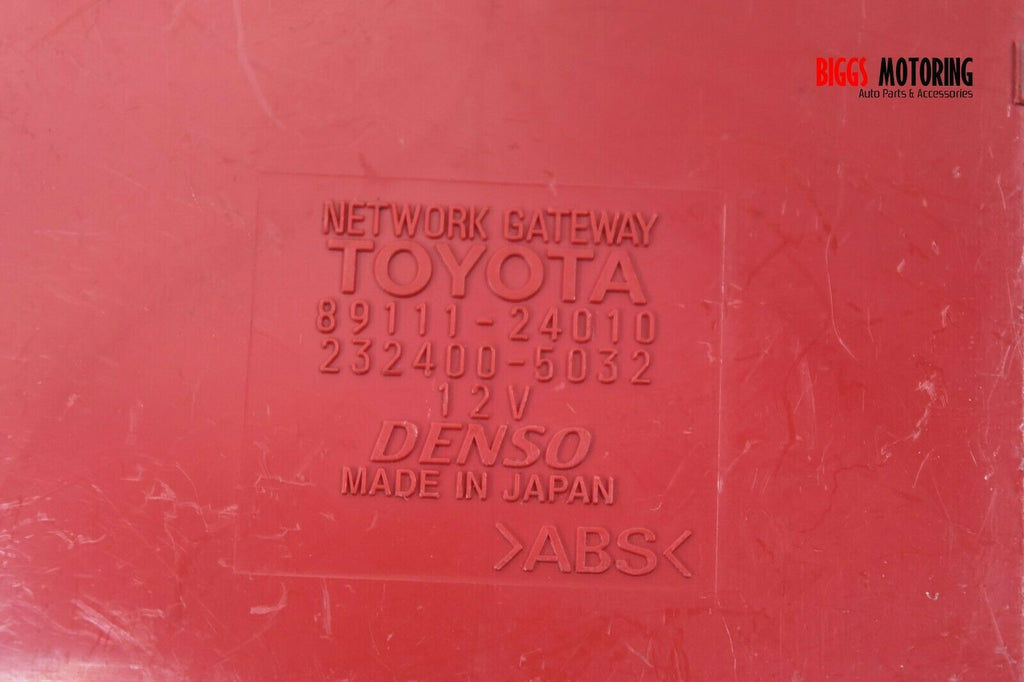 BIGGS MOTORING
Auto Parts & Accessories
NETWORK GATEWAY
TOYOTA
89111-24010
232400-5032
12V
DENSO
MADE IN JAPAN
>ABS<